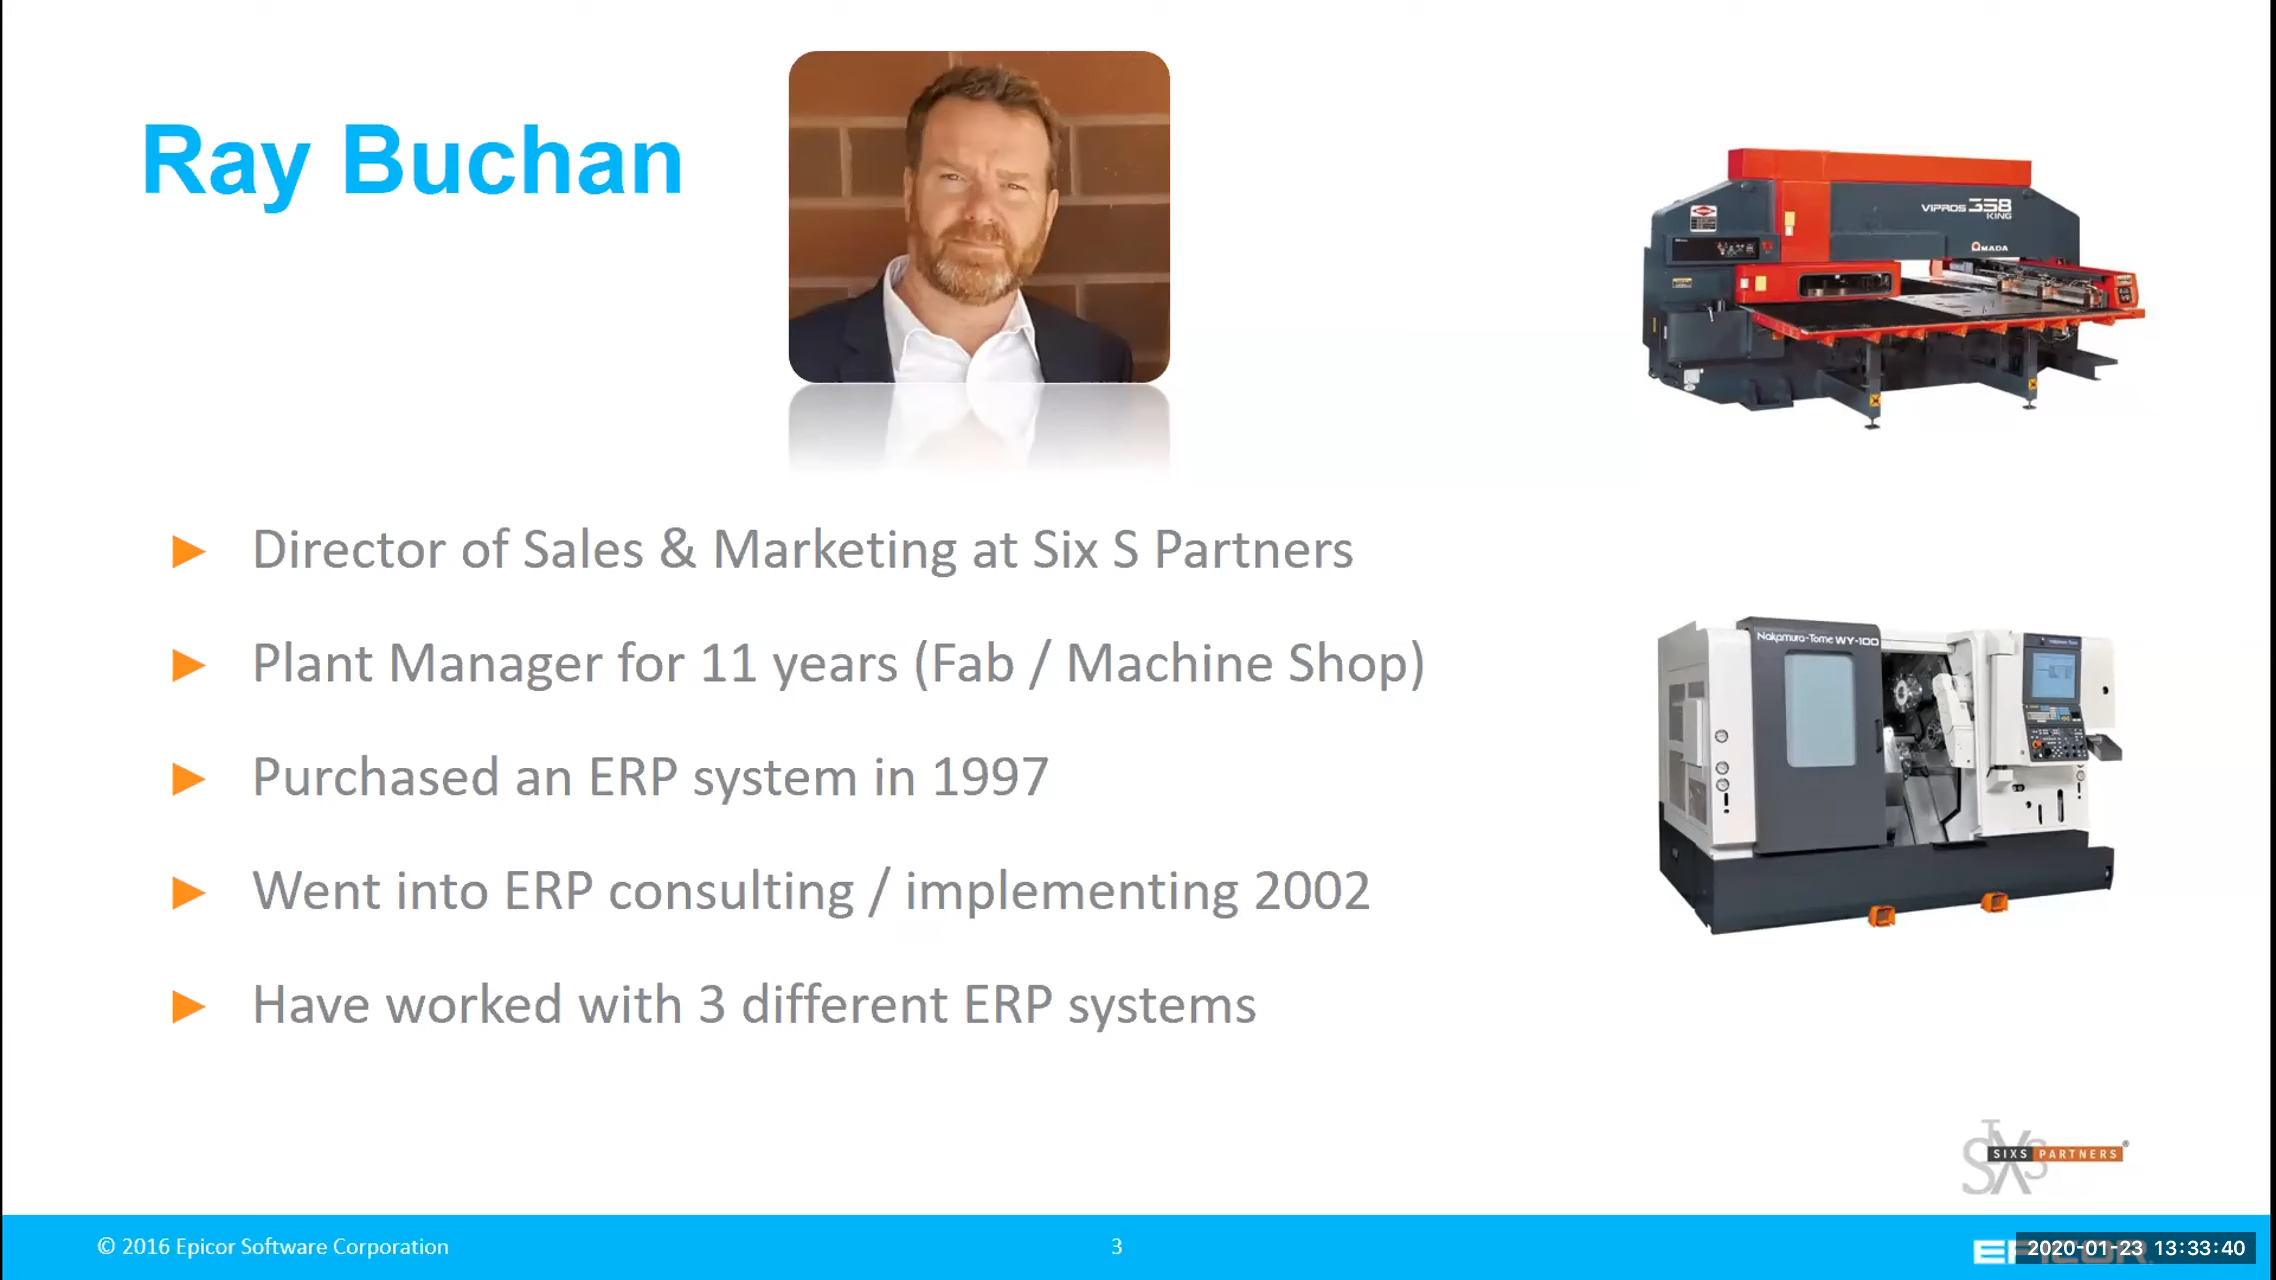 Ray Buchan
VIPROS 358
KING
AMADA
Director of Sales & Marketing at Six S Partners
Nakamura-Tome WY-100
Plant Manager for 11 years (Fab / Machine Shop)
Purchased an ERP system in 1997
Went into ERP consulting / implementing 2002
Have worked with 3 different ERP systems
SIXS PARTNERS®
© 2016 Epicor Software Corporation
3
2020-01-23 13:33:40